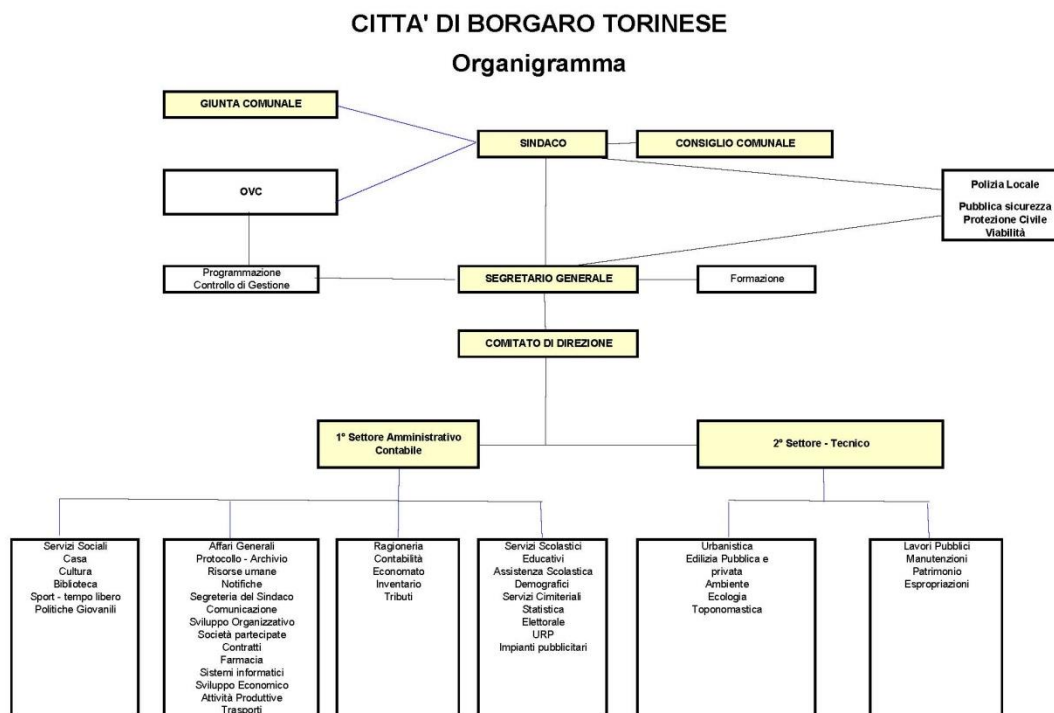 CITTA' DI BORGARO TORINESE
Organigramma
GIUNTA COMUNALE
SINDACO
CONSIGLIO COMUNALE
OVC
Polizia Locale
Pubblica sicurezza
Protezione Civile
Viabilità
Programmazione
Controllo di Gestione
SEGRETARIO GENERALE
Formazione
COMITATO DI DIREZIONE
1° Settore Amministrativo
Contabile
2° Settore - Tecnico
Servizi Sociali
Casa
Cultura
Biblioteca
Sport - tempo libero
Politiche Giovanili
Affari Generali
Protocollo - Archivio
Risorse umane
Notifiche
Segreteria del Sindaco
Comunicazione
Sviluppo Organizzativo
Società partecipate
Contratti
Farmacia
Sistemi informatici
Sviluppo Economico
Attività Produttive
Trasporti
Ragioneria
Contabilità
Economato
Inventario
Tributi
Servizi Scolastici
Educativi
Assistenza Scolastica
Demografici
Servizi Cimiteriali
Statistica
Elettorale
URP
Impianti pubblicitari
Urbanistica
Edilizia Pubblica e
privata
Ambiente
Ecologia
Toponomastica
Lavori Pubblici
Manutenzioni
Patrimonio
Espropriazioni